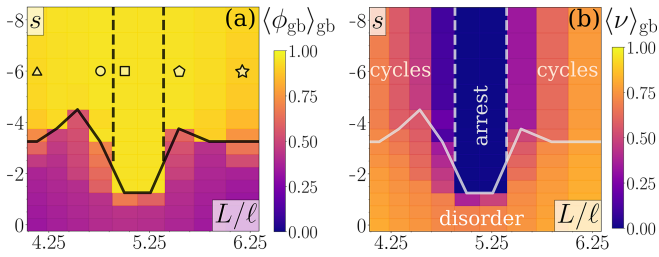 s (a) ⟨ϕgb⟩gb
-8
-6
-4
-2
0
4.25 5.25 6.25
L/ℓ
1.00
0.75
0.50
0.25
0.00
s (b) ⟨ν⟩gb
-8
-6
-4
-2
0
cycles cycles
arrest
disorder
L/ℓ
4.25 5.25 6.25
1.00
0.75
0.50
0.25
0.00